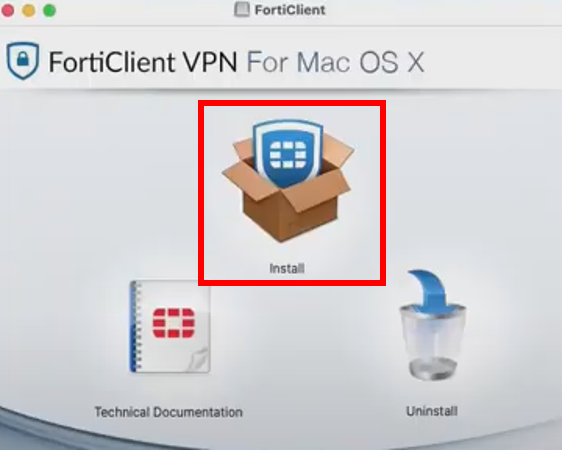 FortiClient
FortiClient VPN For Mac OS X
Install
Technical Documentation
Uninstall